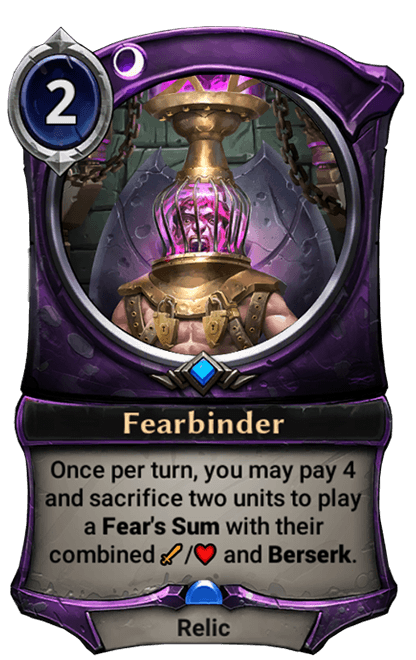 2
Fearbinder
Once per turn, you may pay 4
and sacrifice two units to play
a Fear's Sum with their
combined 🗡/❤ and Berserk.
Relic